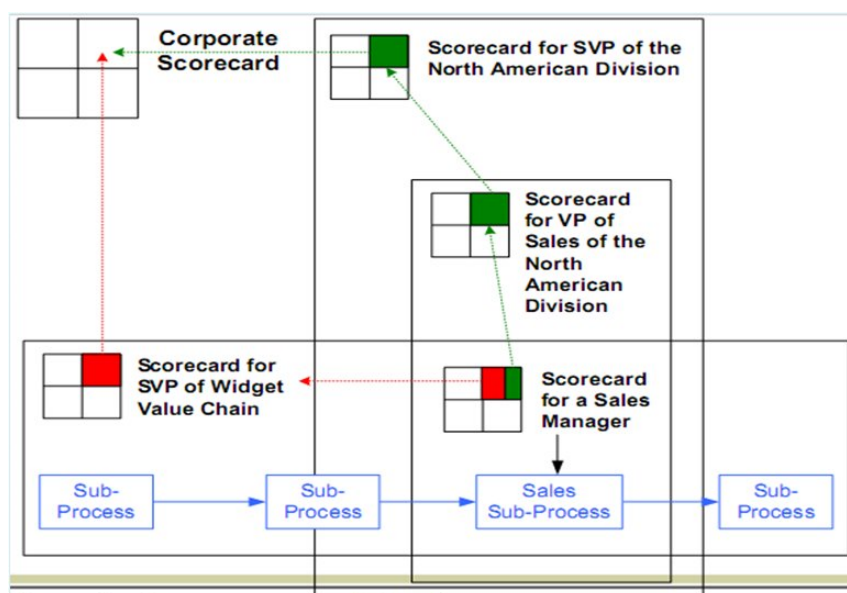 Corporate
Scorecard
Scorecard for SVP of the
North American Division
Scorecard
for VP of
Sales of the
North
American
Division
Scorecard for
SVP of Widget
Value Chain
Scorecard
for a Sales
Manager
Sub-
Process
Sub-
Process
Sales
Sub-Process
Sub-
Process